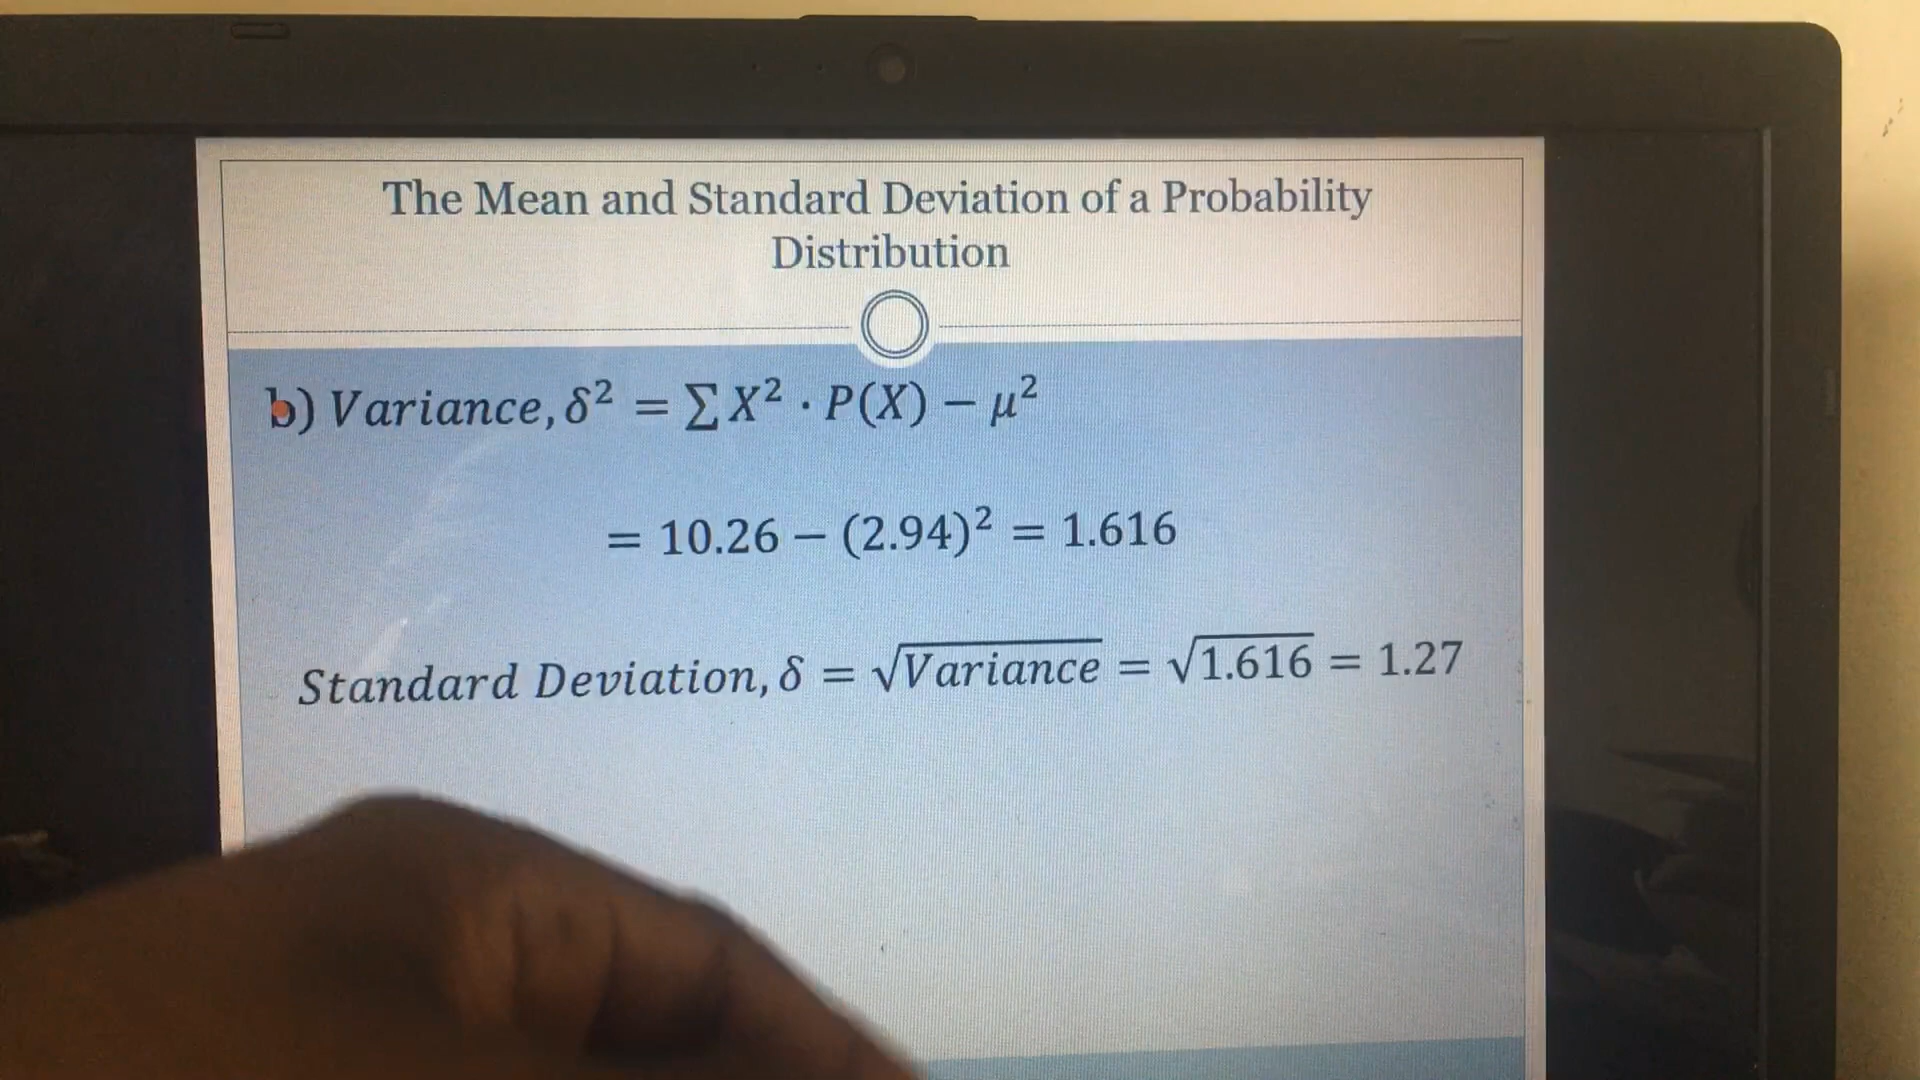 The Mean and Standard Deviation of a Probability
Distribution
b) Variance, δ² = ∑ X² · P(X) − μ²
= 10.26 − (2.94)² = 1.616
Standard Deviation, δ = √Variance = √1.616 = 1.27